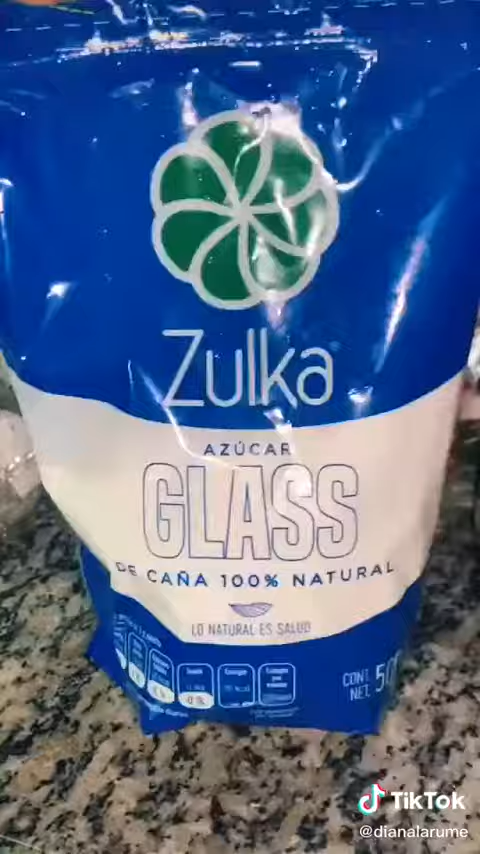 Zulka
AZÚCAR
GLASS
DE CAÑA 100% NATURAL
LO NATURAL ES SALUD
CONT.
NET.
TikTok
@dianalarume